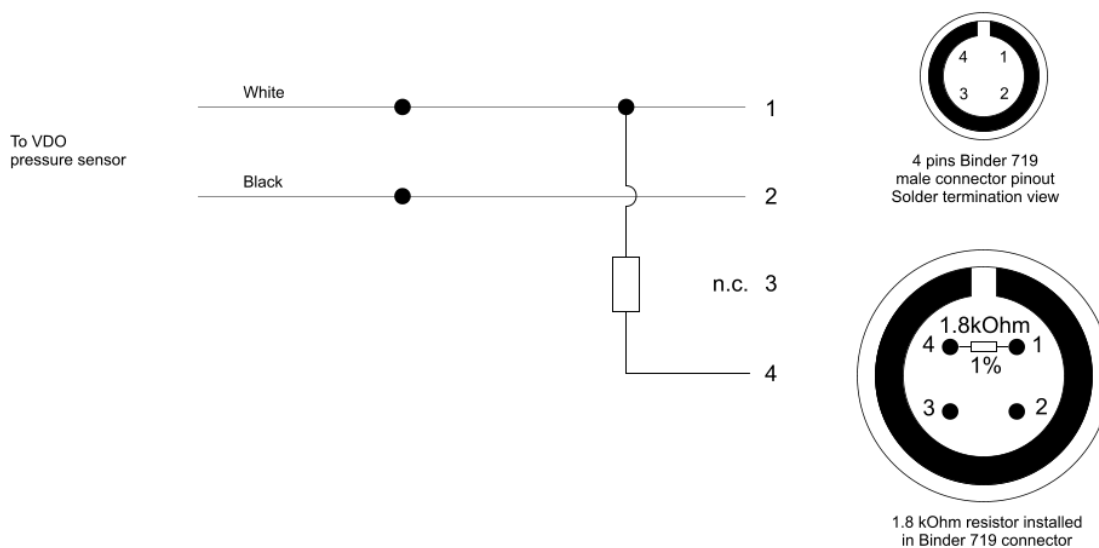 White
1
To VDO
pressure sensor
Black
2
n.c. 3
4
4 1
3 2
4 pins Binder 719
male connector pinout
Solder termination view
1.8kOhm
4 1
1%
3 2
1.8 kOhm resistor installed
in Binder 719 connector